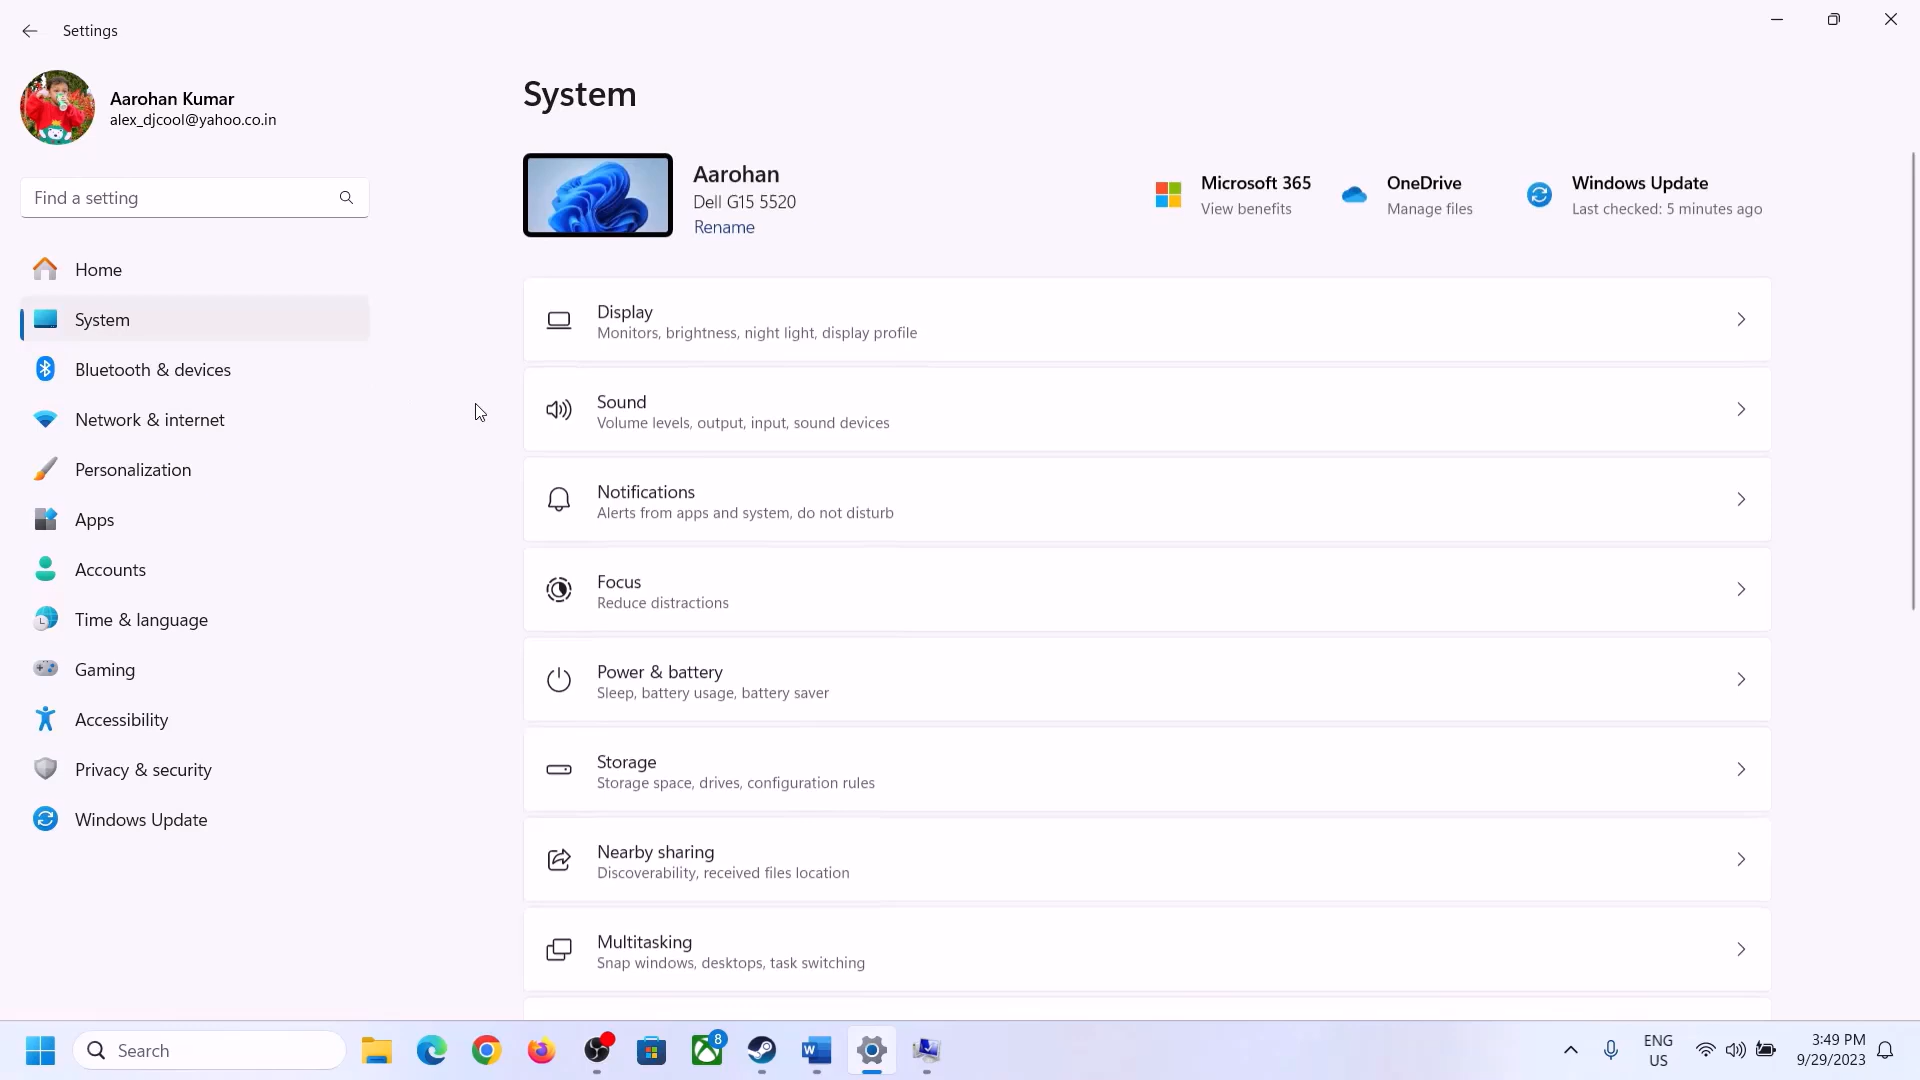 Settings
Aarohan Kumar
alex_djcool@yahoo.co.in
Find a setting
Home
System
Bluetooth & devices
Network & internet
Personalization
Apps
Accounts
Time & language
Gaming
Accessibility
Privacy & security
Windows Update
System
Aarohan
Dell G15 5520
Rename
Microsoft 365
View benefits
OneDrive
Manage files
Windows Update
Last checked: 5 minutes ago
Display
Monitors, brightness, night light, display profile
Sound
Volume levels, output, input, sound devices
Notifications
Alerts from apps and system, do not disturb
Focus
Reduce distractions
Power & battery
Sleep, battery usage, battery saver
Storage
Storage space, drives, configuration rules
Nearby sharing
Discoverability, received files location
Multitasking
Snap windows, desktops, task switching
Search
8
W
ENG
US
3:49 PM
9/29/2023